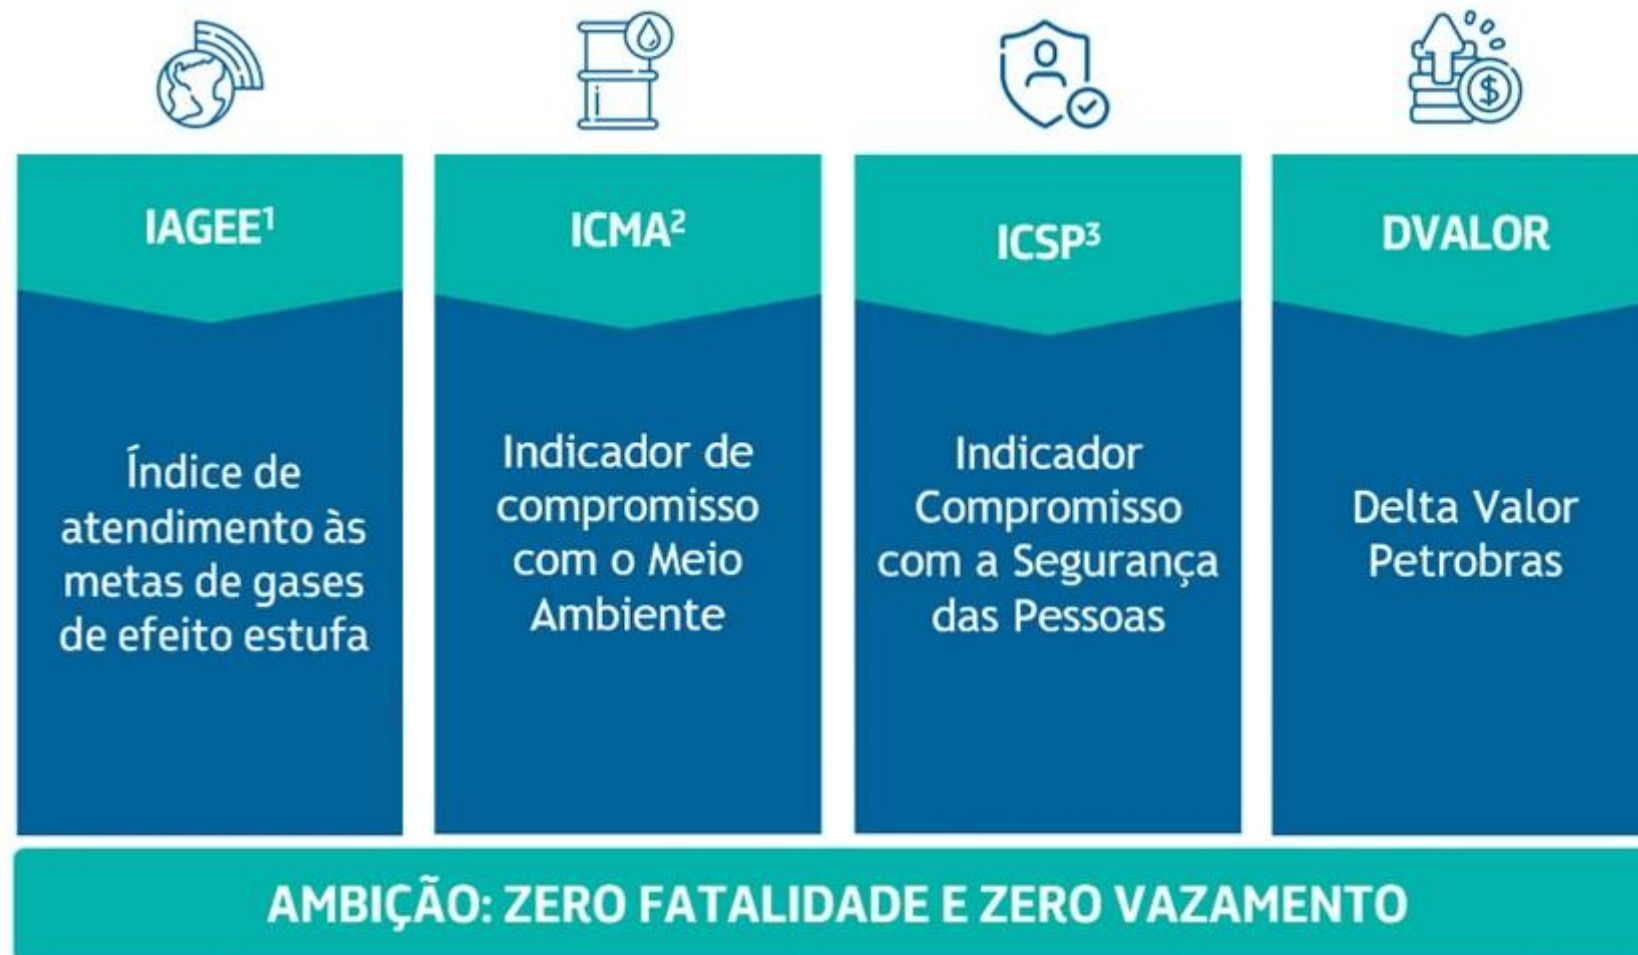 IAGEE¹
Índice de
atendimento às
metas de gases
de efeito estufa
ICMA²
Indicador de
compromisso
com o Meio
Ambiente
ICSP³
Indicador
Compromisso
com a Segurança
das Pessoas
DVALOR
Delta Valor
Petrobras
$
AMBIÇÃO: ZERO FATALIDADE E ZERO VAZAMENTO